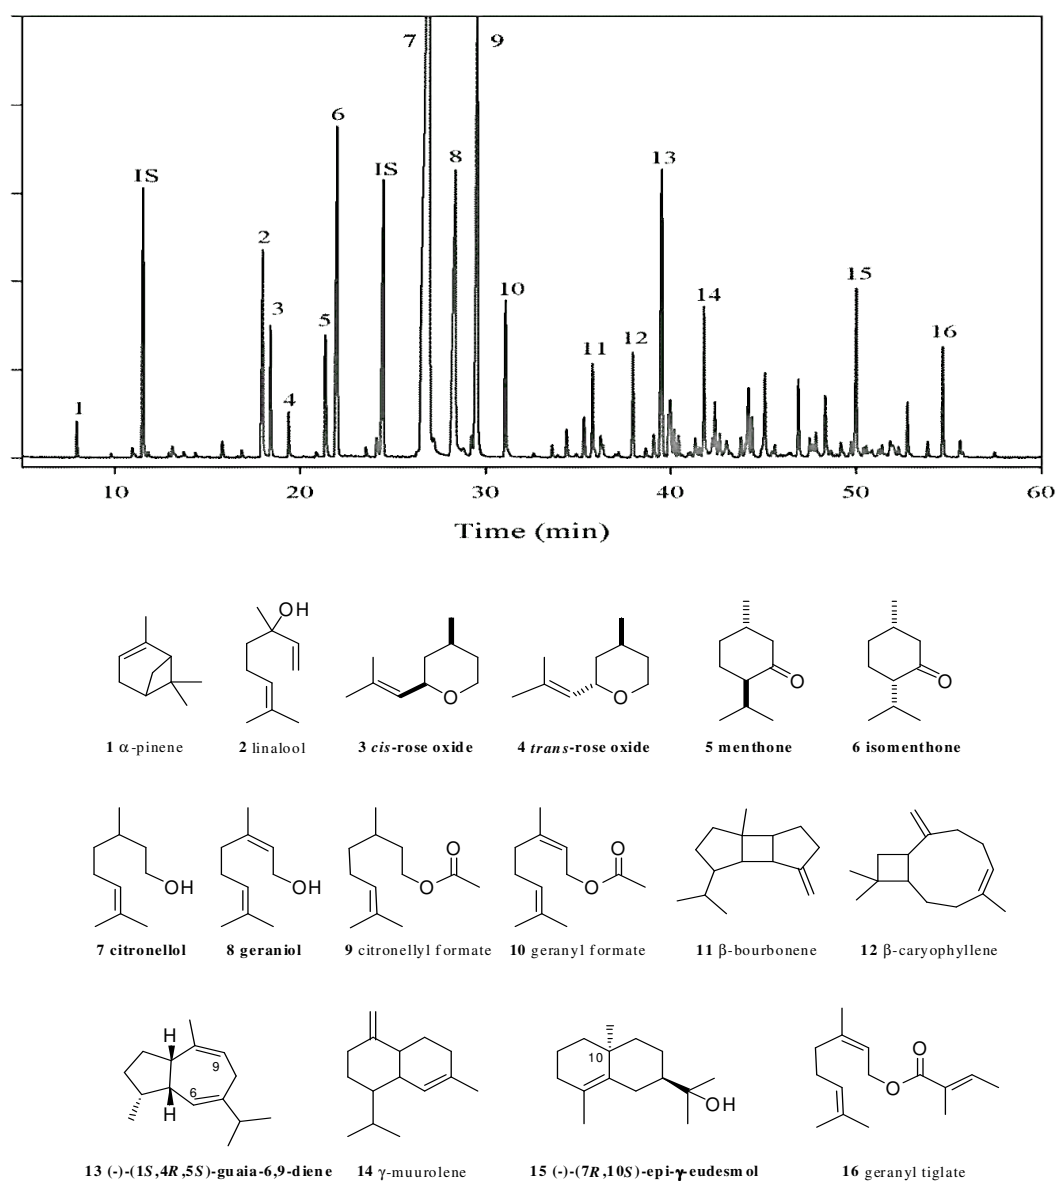 7
9
6
IS
IS
8
13
2
3
10
15
14
5
16
12
11
4
1
10 20 30 40 50 60
Time (min)
OH
O
O
O
O
1 α-pinene 2 linalool 3 cis-rose oxide 4 trans-rose oxide 5 menthone 6 isomenthone
O O
OH OH O O
7 citronellol 8 geraniol 9 citronellyl formate 10 geranyl formate 11 β-bourbonene 12 β-caryophyllene
H
9
6
H
10
OH
O
O
13 (-)-(1S,4R,5S)-guaia-6,9-diene 14 γ-muurolene 15 (-)-(7R,10S)-epi-γ-eudesmol 16 geranyl tiglate